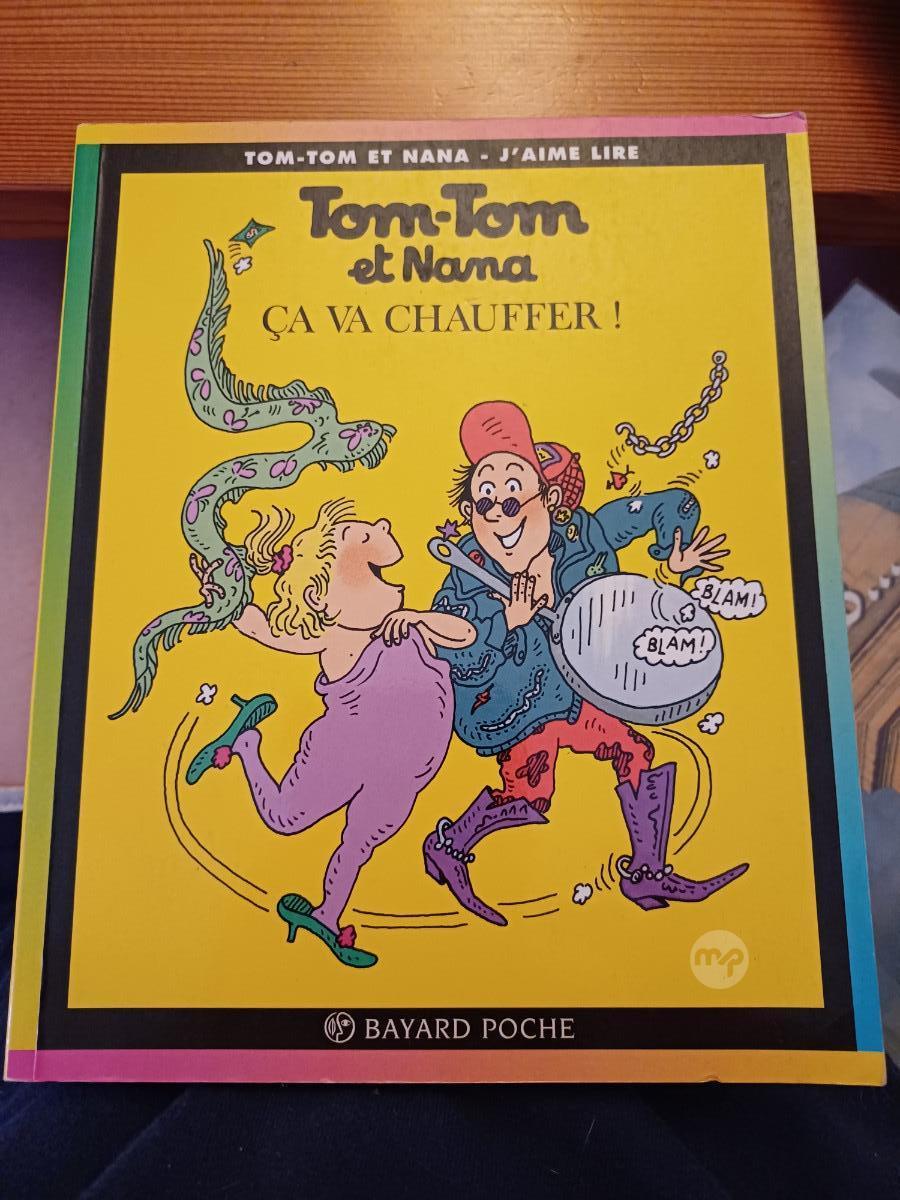 TOM-TOM ET NANA - J'AIME LIRE
Tom-Tom
et Nana
ÇA VA CHAUFFER !
BLAM!
BLAM!
mp
BAYARD POCHE